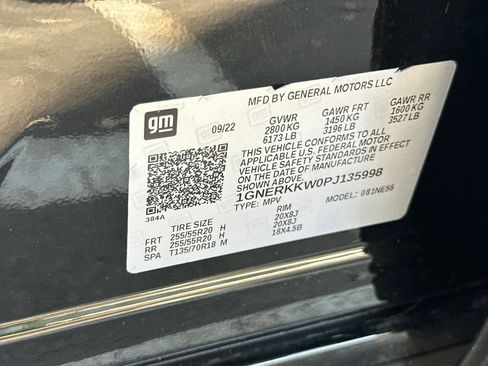 MFD BY GENERAL MOTORS LLC
gm
09/22
GVWR GAWR FRT GAWR RR
2800KG 1450 KG 1600 KG
6173 LB 3196 LB 3527 LB
THIS VEHICLE CONFORMS TO ALL
APPLICABLE U.S. FEDERAL MOTOR
VEHICLE SAFETY STANDARDS IN EFFECT
ON THE DATE OF MANUFACTURE
SHOWN ABOVE.
1GNERKKW0PJ135998
TYPE: MPV MODEL: 081NE56
384A
TIRE SIZE RIM
FRT 255/55R20 H 20X8J
RR 255/55R20 H 20X8J
SPA T135/70R18 M 18X4.5B